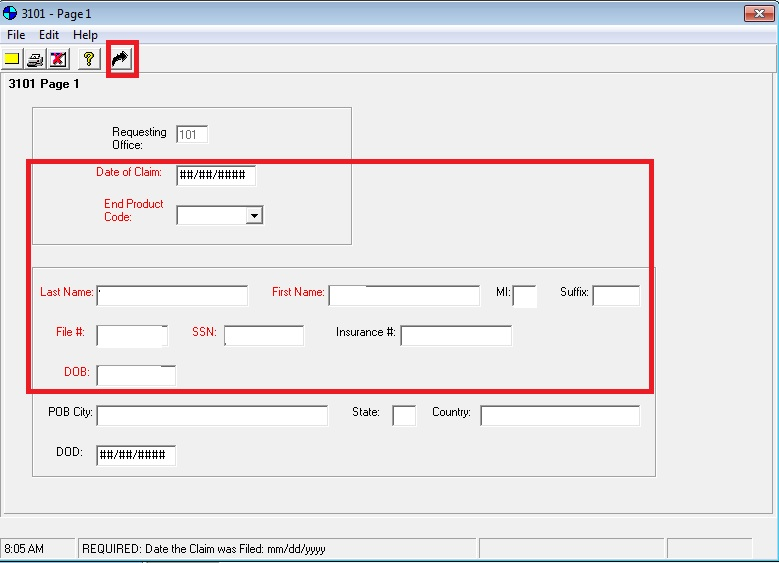 3101 - Page 1
File Edit Help
?
3101 Page 1
Requesting
Office: 101
Date of Claim: ##/##/####
End Product
Code:
Last Name: First Name: MI: Suffix:
File #: SSN: Insurance #:
DOB:
POB City: State: Country:
DOD: ##/##/####
8:05 AM REQUIRED: Date the Claim was Filed: mm/dd/yyyy